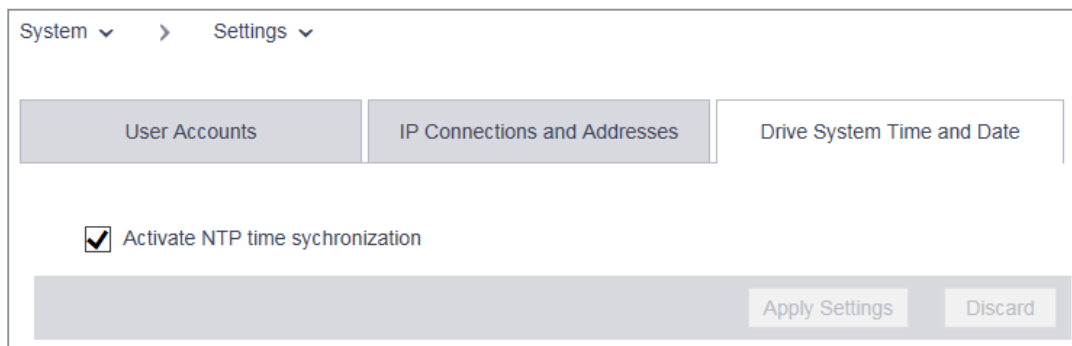 System > Settings
User Accounts IP Connections and Addresses Drive System Time and Date
Activate NTP time sychronization
Apply Settings Discard